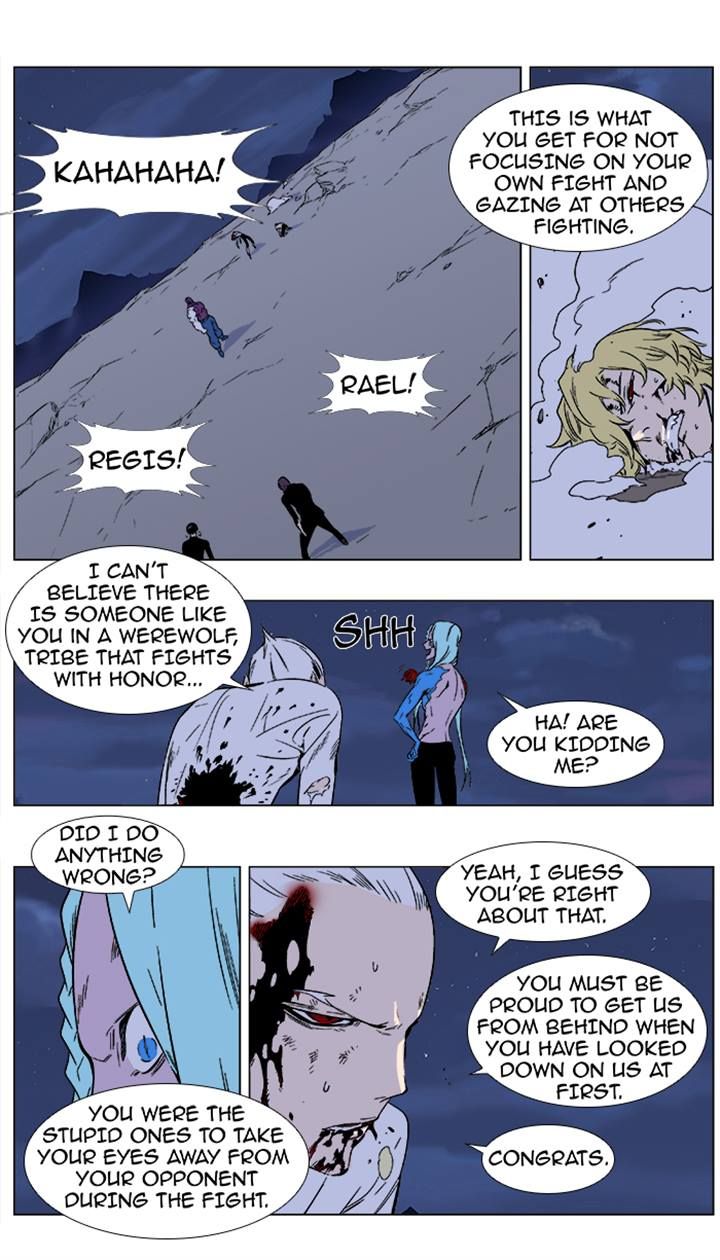 KAHAHAHA!
THIS IS WHAT
YOU GET FOR NOT
FOCUSING ON YOUR
OWN FIGHT AND
GAZING AT OTHERS
FIGHTING.
RAEL!
REGIS!
I CAN'T
BELIEVE THERE
IS SOMEONE LIKE
YOU IN A WEREWOLF,
TRIBE THAT FIGHTS
WITH HONOR...
SHH
HA! ARE
YOU KIDDING
ME?
DID I DO
ANYTHING
WRONG?
YOU WERE THE
STUPID ONES TO TAKE
YOUR EYES AWAY FROM
YOUR OPPONENT
DURING THE FIGHT.
YEAH, I GUESS
YOU'RE RIGHT
ABOUT THAT.
YOU MUST BE
PROUD TO GET US
FROM BEHIND WHEN
YOU HAVE LOOKED
DOWN ON US AT
FIRST.
CONGRATS.